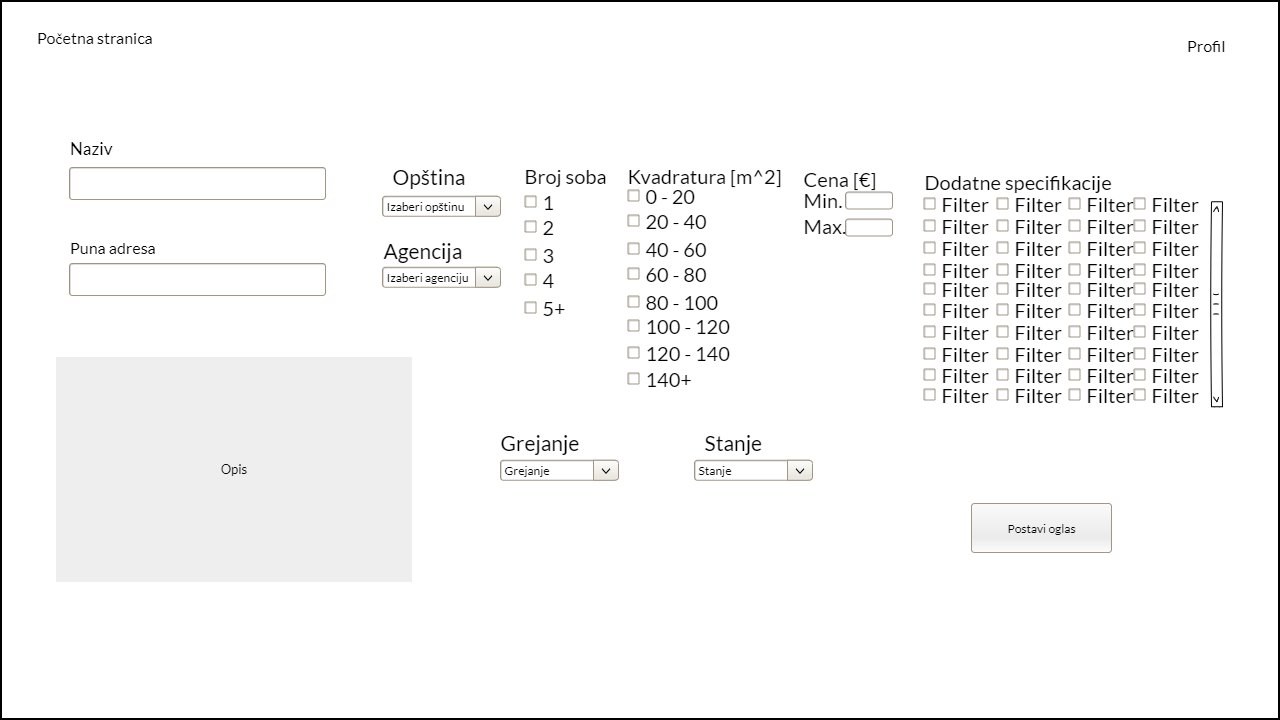 Početna stranica
Profil
Naziv
Puna adresa
Opis
Opština
Izaberi opštinu
Agencija
Izaberi agenciju
Broj soba
1
2
3
4
5+
Kvadratura [m^2]
0 - 20
20 - 40
40 - 60
60 - 80
80 - 100
100 - 120
120 - 140
140+
Cena [€]
Min.
Max.
Dodatne specifikacije
Filter Filter Filter Filter
Filter Filter Filter Filter
Filter Filter Filter Filter
Filter Filter Filter Filter
Filter Filter Filter Filter
Filter Filter Filter Filter
Filter Filter Filter Filter
Filter Filter Filter Filter
Filter Filter Filter Filter
Filter Filter Filter Filter
Grejanje
Grejanje
Stanje
Stanje
Postavi oglas